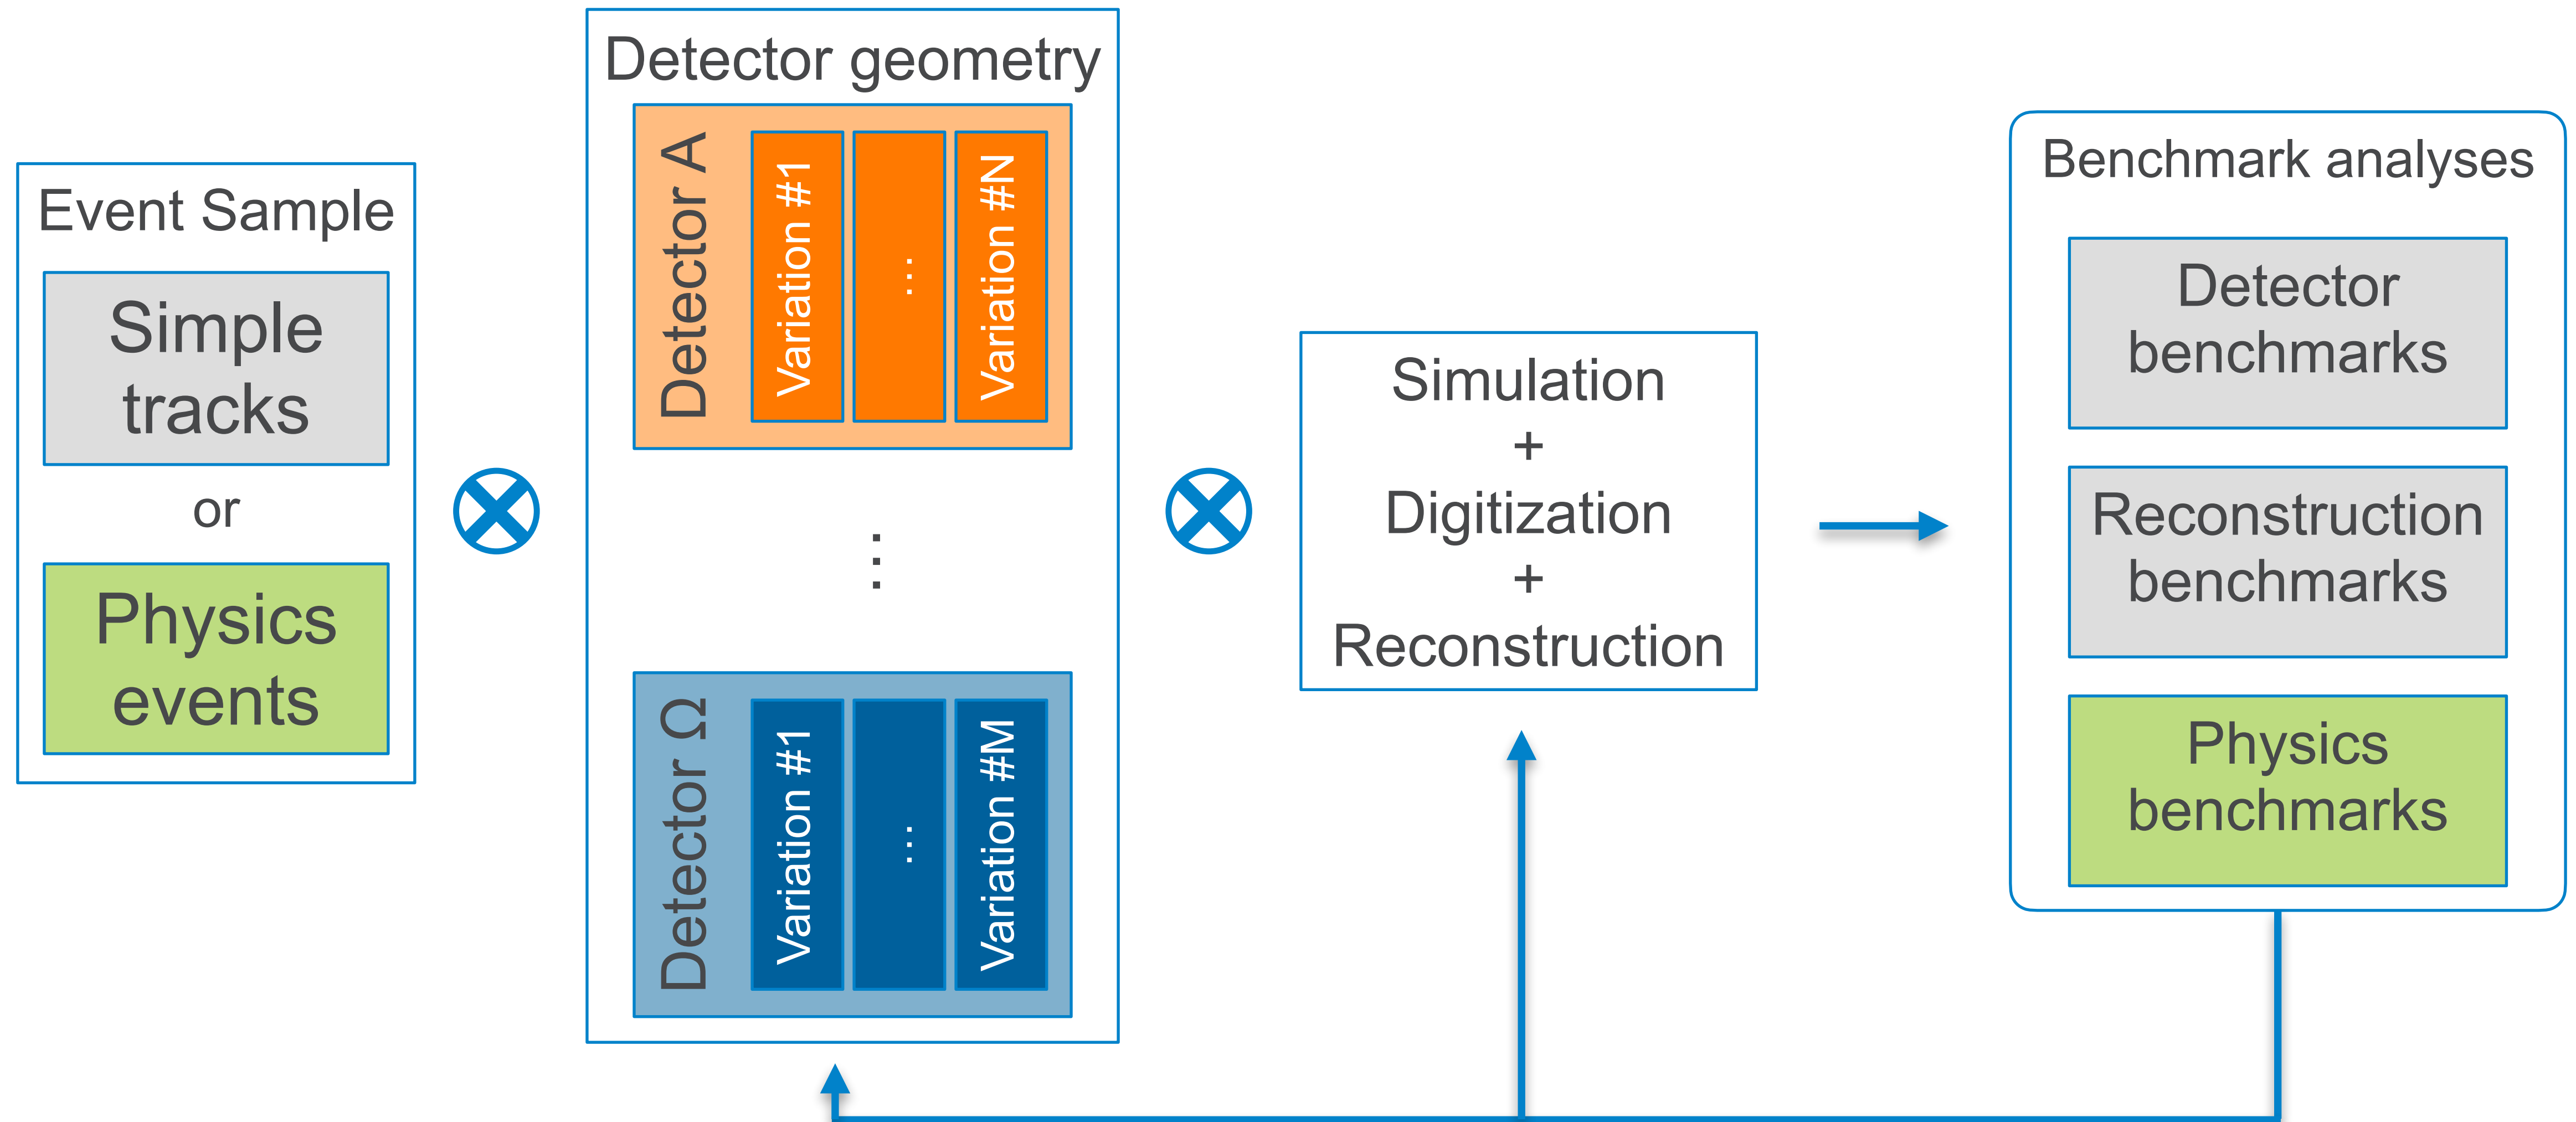 Event Sample
Simple
tracks
or
Physics
events
Detector geometry
Detector A
Variation #1
...
Variation #N
...
Detector Ω
Variation #1
...
Variation #M
Simulation
+
Digitization
+
Reconstruction
Benchmark analyses
Detector
benchmarks
Reconstruction
benchmarks
Physics
benchmarks